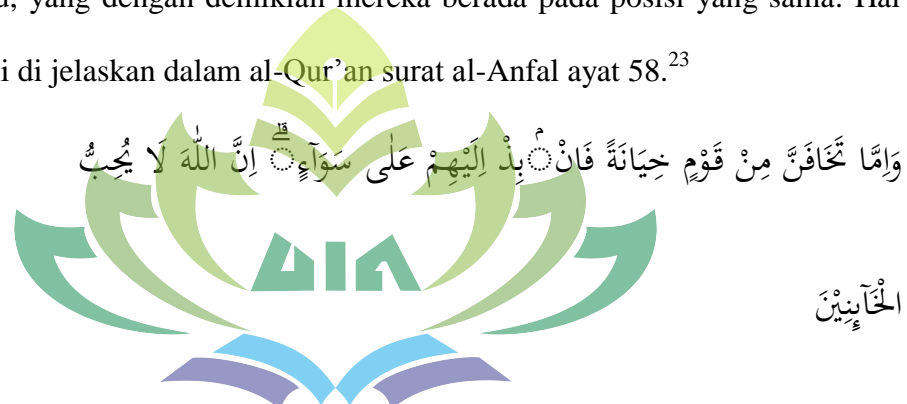 yang dengan demikian mereka berada pada posisi yang sama. Hal
di jelaskan dalam al-Qur'an surat al-Anfal ayat 58.23
وَاِمَّا تَخَافَنَّ مِنْ قَوْمٍ خِيَانَةً فَانْۢبِذْ اِلَيْهِمْ عَلٰى سَوَاۤءٍۗ اِنَّ اللّٰهَ لَا يُحِبُّ
الْخَاۤىِٕنِيْنَ